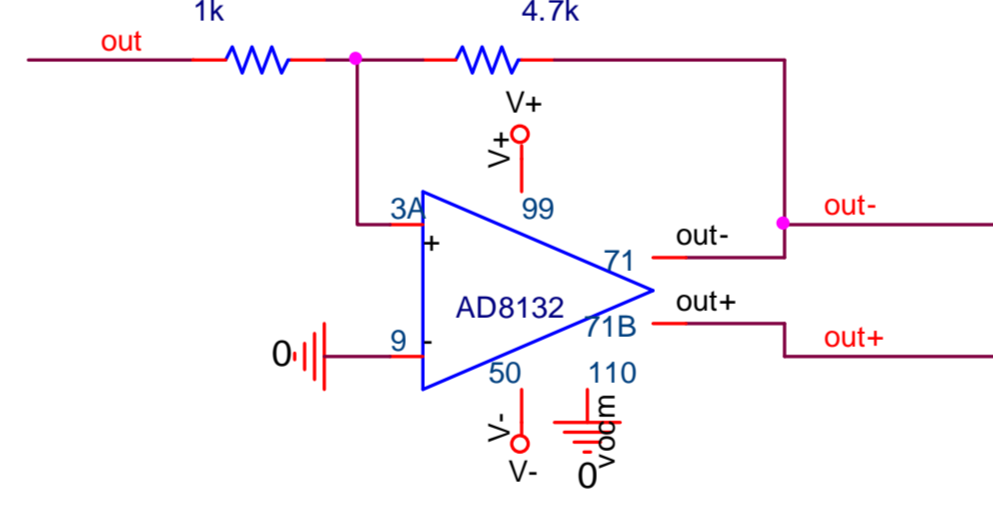 1k
4.7k
out
V+
V+
3A
99
out-
+
out-
71
AD8132
out+
71B
out+
9
-
0
50
110
V-
vocm
V-
0